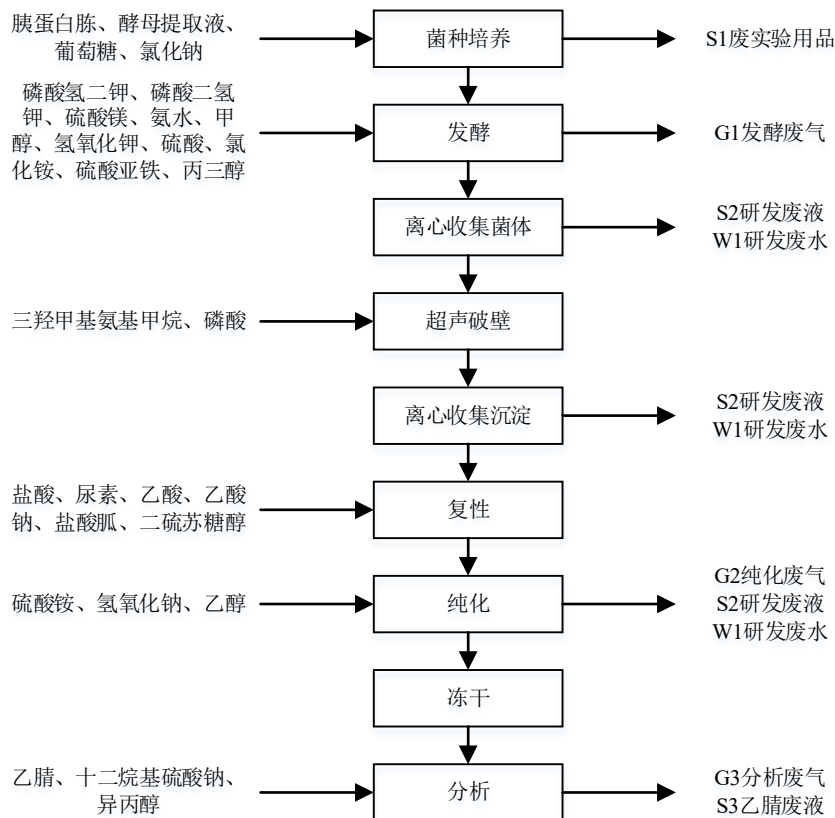 胰蛋白胨、酵母提取液、
葡萄糖、氯化钠
菌种培养
S1废实验用品
磷酸氢二钾、磷酸二氢
钾、硫酸镁、氨水、甲
醇、氢氧化钾、硫酸、氯
化铵、硫酸亚铁、丙三醇
发酵
G1发酵废气
离心收集菌体
S2研发废液
W1研发废水
三羟甲基氨基甲烷、磷酸
超声破壁
离心收集沉淀
S2研发废液
W1研发废水
盐酸、尿素、乙酸、乙酸
钠、盐酸胍、二硫苏糖醇
复性
硫酸铵、氢氧化钠、乙醇
纯化
G2纯化废气
S2研发废液
W1研发废水
冻干
乙腈、十二烷基硫酸钠、
异丙醇
分析
G3分析废气
S3乙腈废液